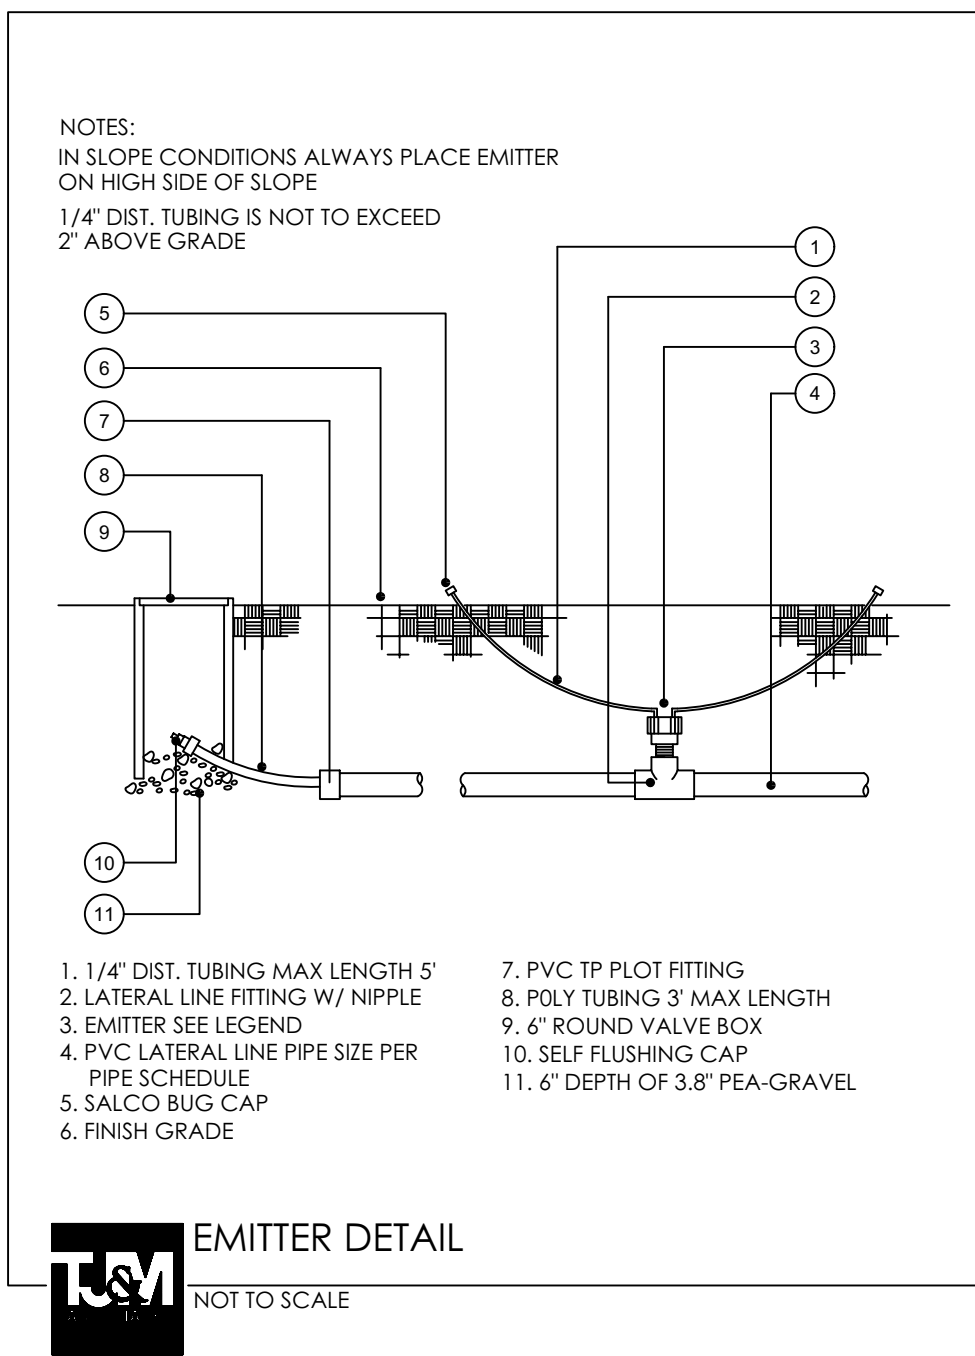 NOTES:
IN SLOPE CONDITIONS ALWAYS PLACE EMITTER
ON HIGH SIDE OF SLOPE
1/4" DIST. TUBING IS NOT TO EXCEED
2" ABOVE GRADE
1
2
3
4
5
6
7
8
9
10
11
1. 1/4" DIST. TUBING MAX LENGTH 5'
2. LATERAL LINE FITTING W/ NIPPLE
3. EMITTER SEE LEGEND
4. PVC LATERAL LINE PIPE SIZE PER
PIPE SCHEDULE
5. SALCO BUG CAP
6. FINISH GRADE
7. PVC TP PLOT FITTING
8. P0LY TUBING 3' MAX LENGTH
9. 6" ROUND VALVE BOX
10. SELF FLUSHING CAP
11. 6" DEPTH OF 3.8" PEA-GRAVEL
EMITTER DETAIL
TJ&M
NOT TO SCALE